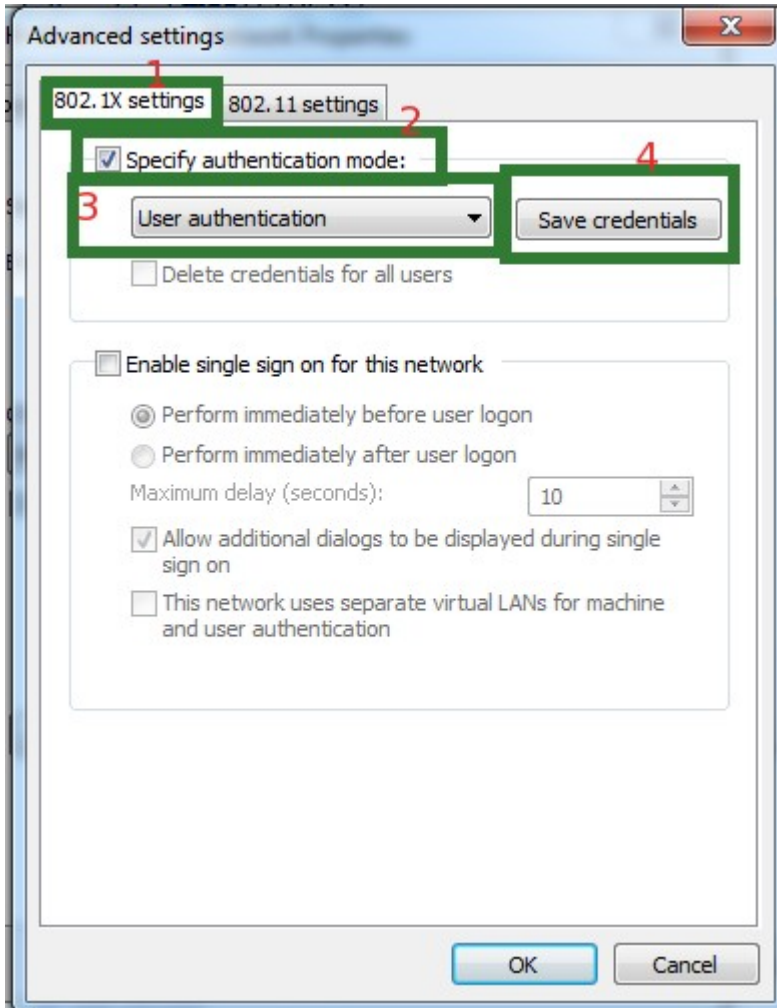 Advanced settings
1
802.1X settings 802.11 settings
2
Specify authentication mode:
4
3
User authentication
Save credentials
Delete credentials for all users
Enable single sign on for this network
Perform immediately before user logon
Perform immediately after user logon
Maximum delay (seconds): 10
Allow additional dialogs to be displayed during single
sign on
This network uses separate virtual LANs for machine
and user authentication
OK Cancel